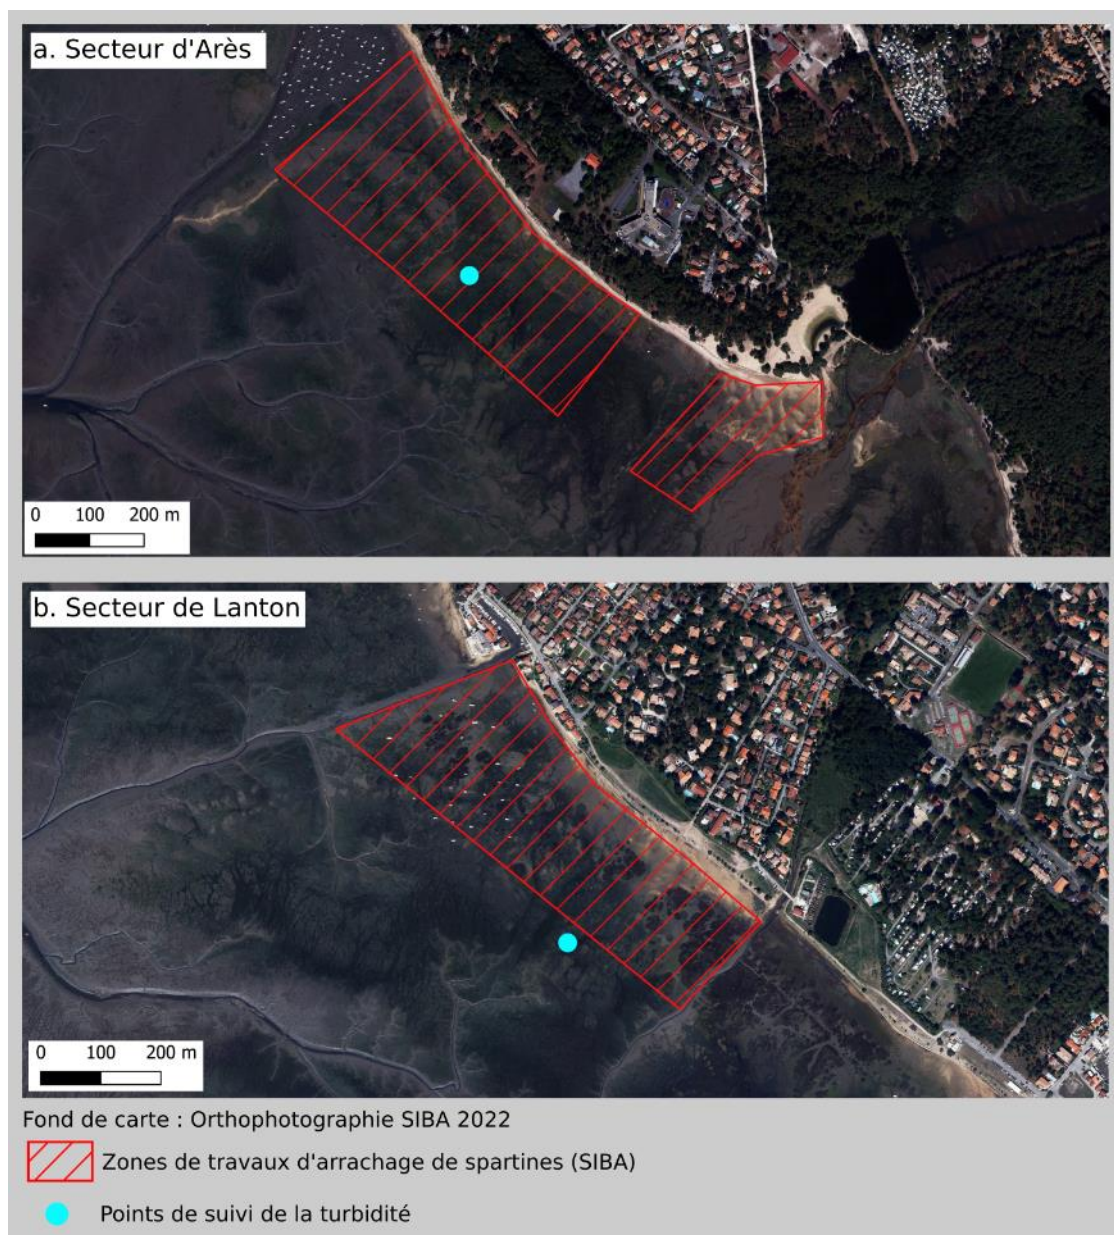 a. Secteur d'Arès
0 100 200 m
b. Secteur de Lanton
0 100 200 m
Fond de carte : Orthophotographie SIBA 2022
Zones de travaux d'arrachage de spartines (SIBA)
Points de suivi de la turbidité